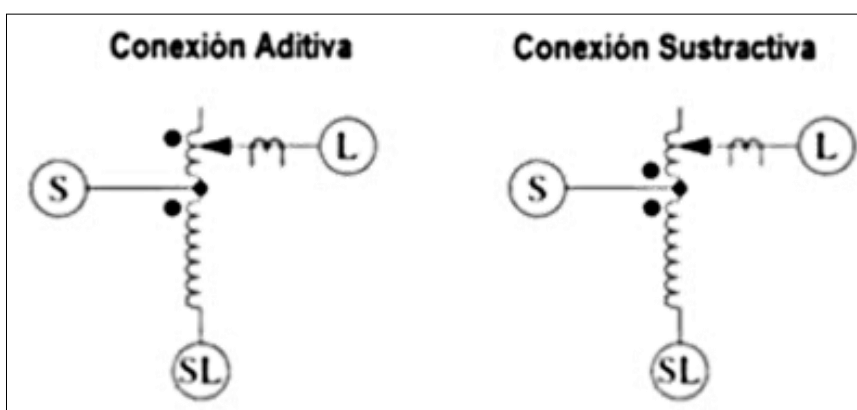 Conexión Aditiva
Conexión Sustractiva
L
L
S
S
SL
SL